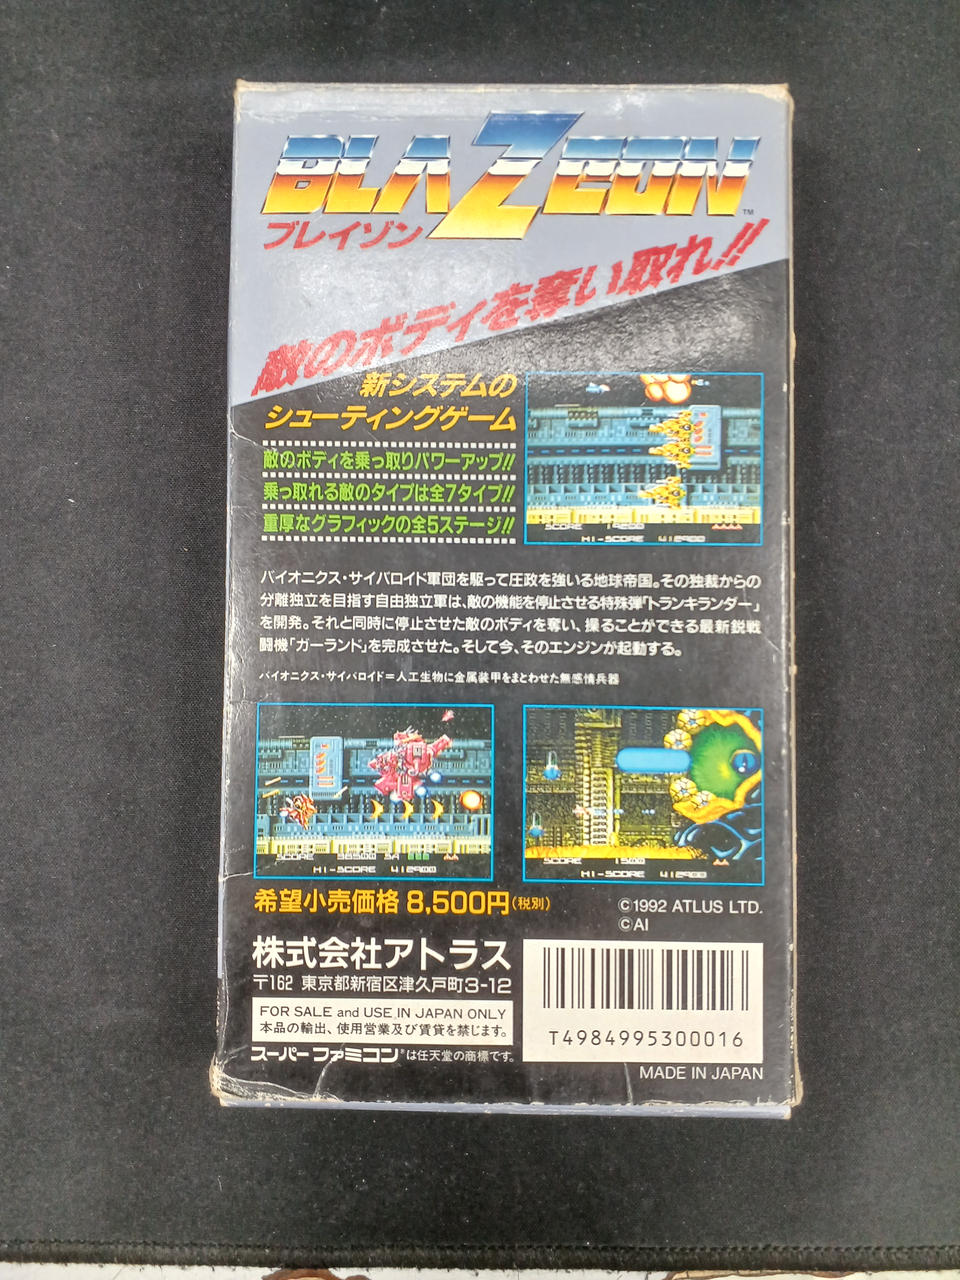 BLAZEON™
ブレイゾン
敵のボディを奪い取れ!!
新システムの
シューティングゲーム
敵のボディを乗っ取りパワーアップ!!
乗っ取れる敵のタイプは全7タイプ!!
重厚なグラフィックの全5ステージ!!
SCORE 19200
HI-SCORE 412900
バイオニクス・サイバロイド軍団を駆って圧政を強いる地球帝国。その独裁からの
分離独立を目指す自由独立軍は、敵の機能を停止させる特殊弾「トランキランダー」
を開発。それと同時に停止させた敵のボディを奪い、操ることができる最新鋭戦
闘機「ガーランド」を完成させた。そして今、そのエンジンが起動する。
バイオニクス・サイバロイド=人工生物に金属装甲をまとわせた無感情兵器
SCORE 36500
HI-SCORE 412900
SCORE 1500
HI-SCORE 412900
希望小売価格 8,500円(税別)
©1992 ATLUS LTD.
©AI
株式会社アトラス
〒162 東京都新宿区津久戸町3-12
FOR SALE and USE IN JAPAN ONLY
本品の輸出、使用営業及び賃貸を禁じます。
スーパーファミコン®は任天堂の商標です。
T4984995300016
MADE IN JAPAN